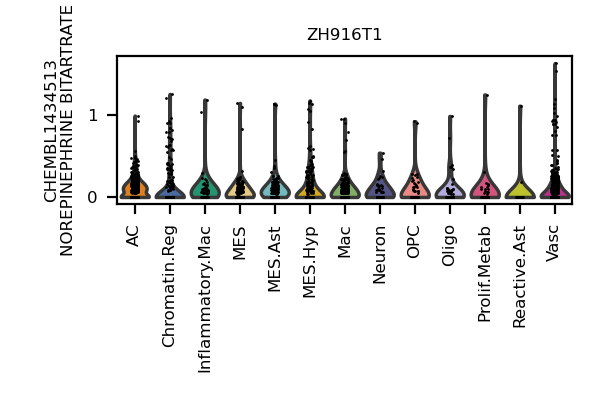 ZH916T1
CHEMBL1434513
NOREPINEPHRINE BITARTRATE
1
0
AC
Chromatin.Reg
Inflammatory.Mac
MES
MES.Ast
MES.Hyp
Mac
Neuron
OPC
Oligo
Prolif.Metab
Reactive.Ast
Vasc